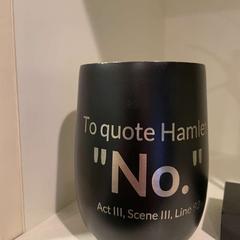 To quote Hamlet
"No."
Act III, Scene III, Line